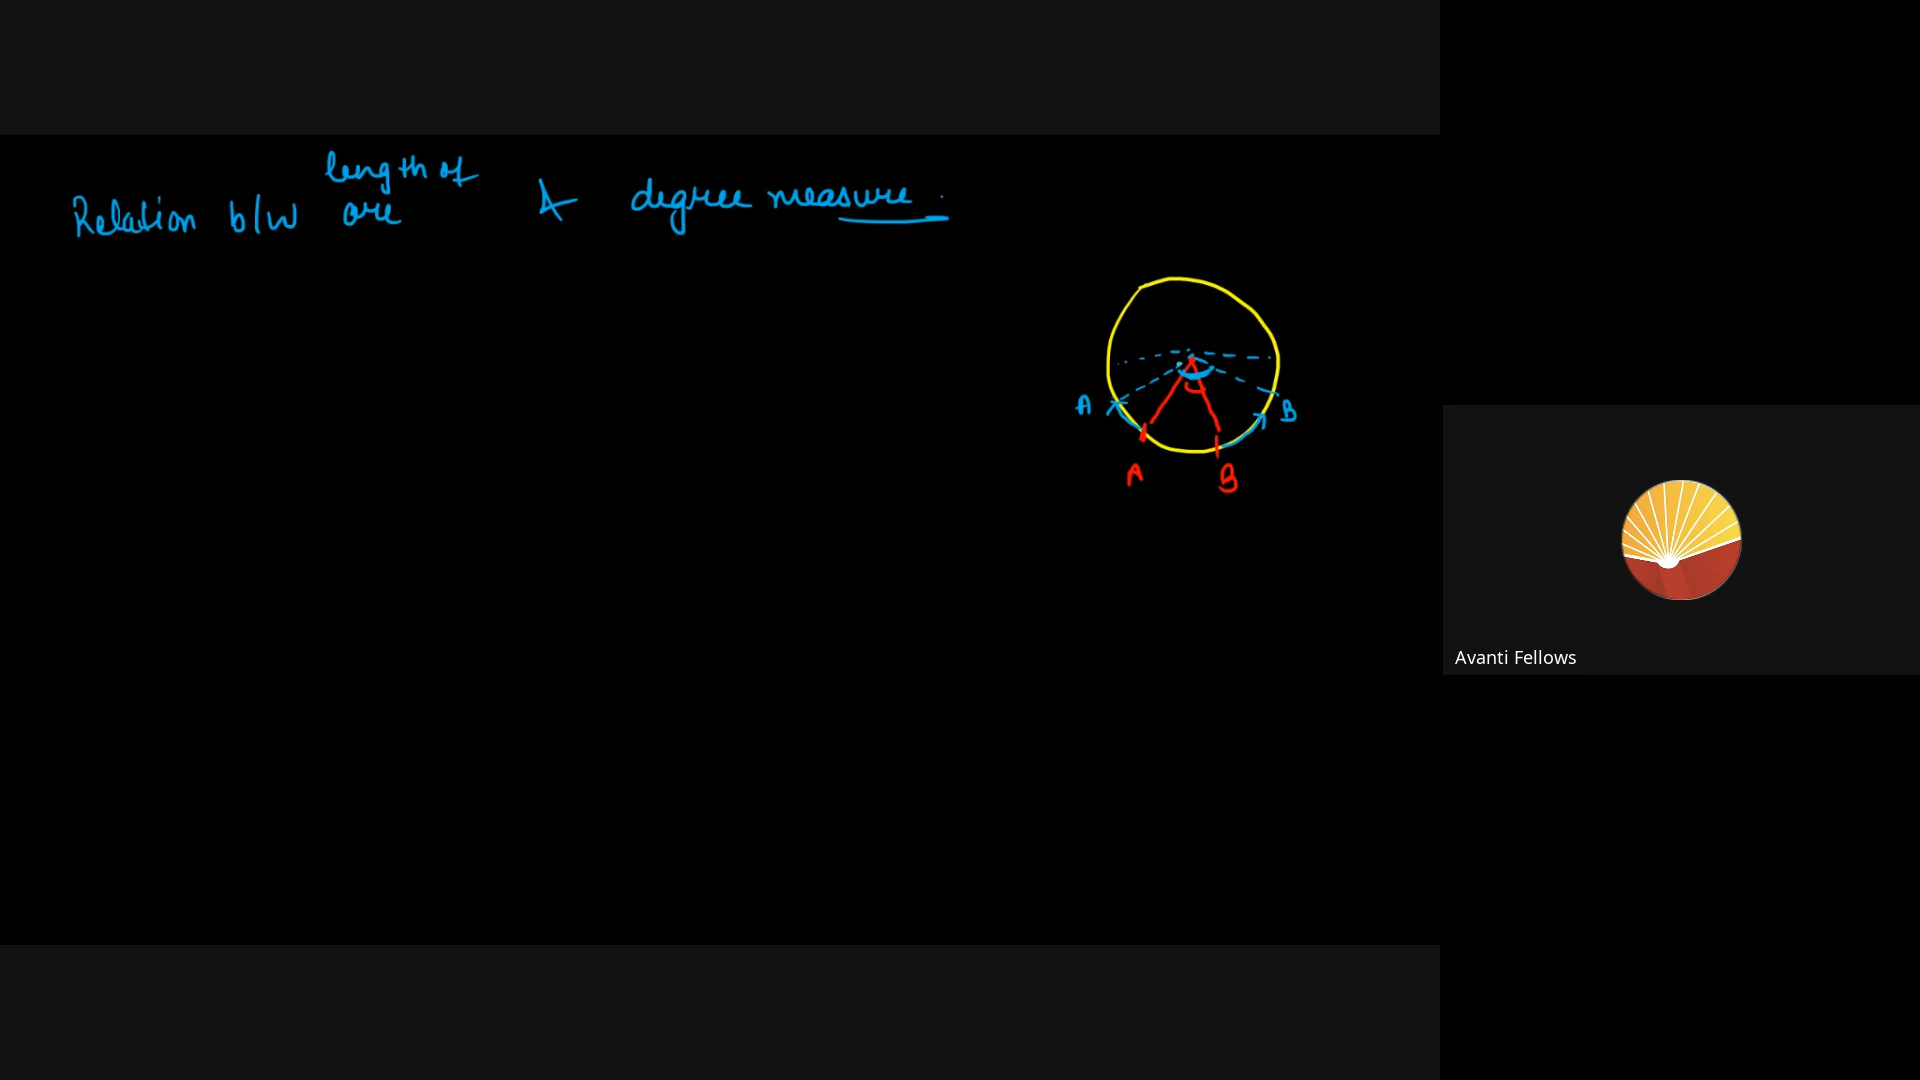 length of
Relation b/w arc & degree measure.
A B
A B
Avanti Fellows